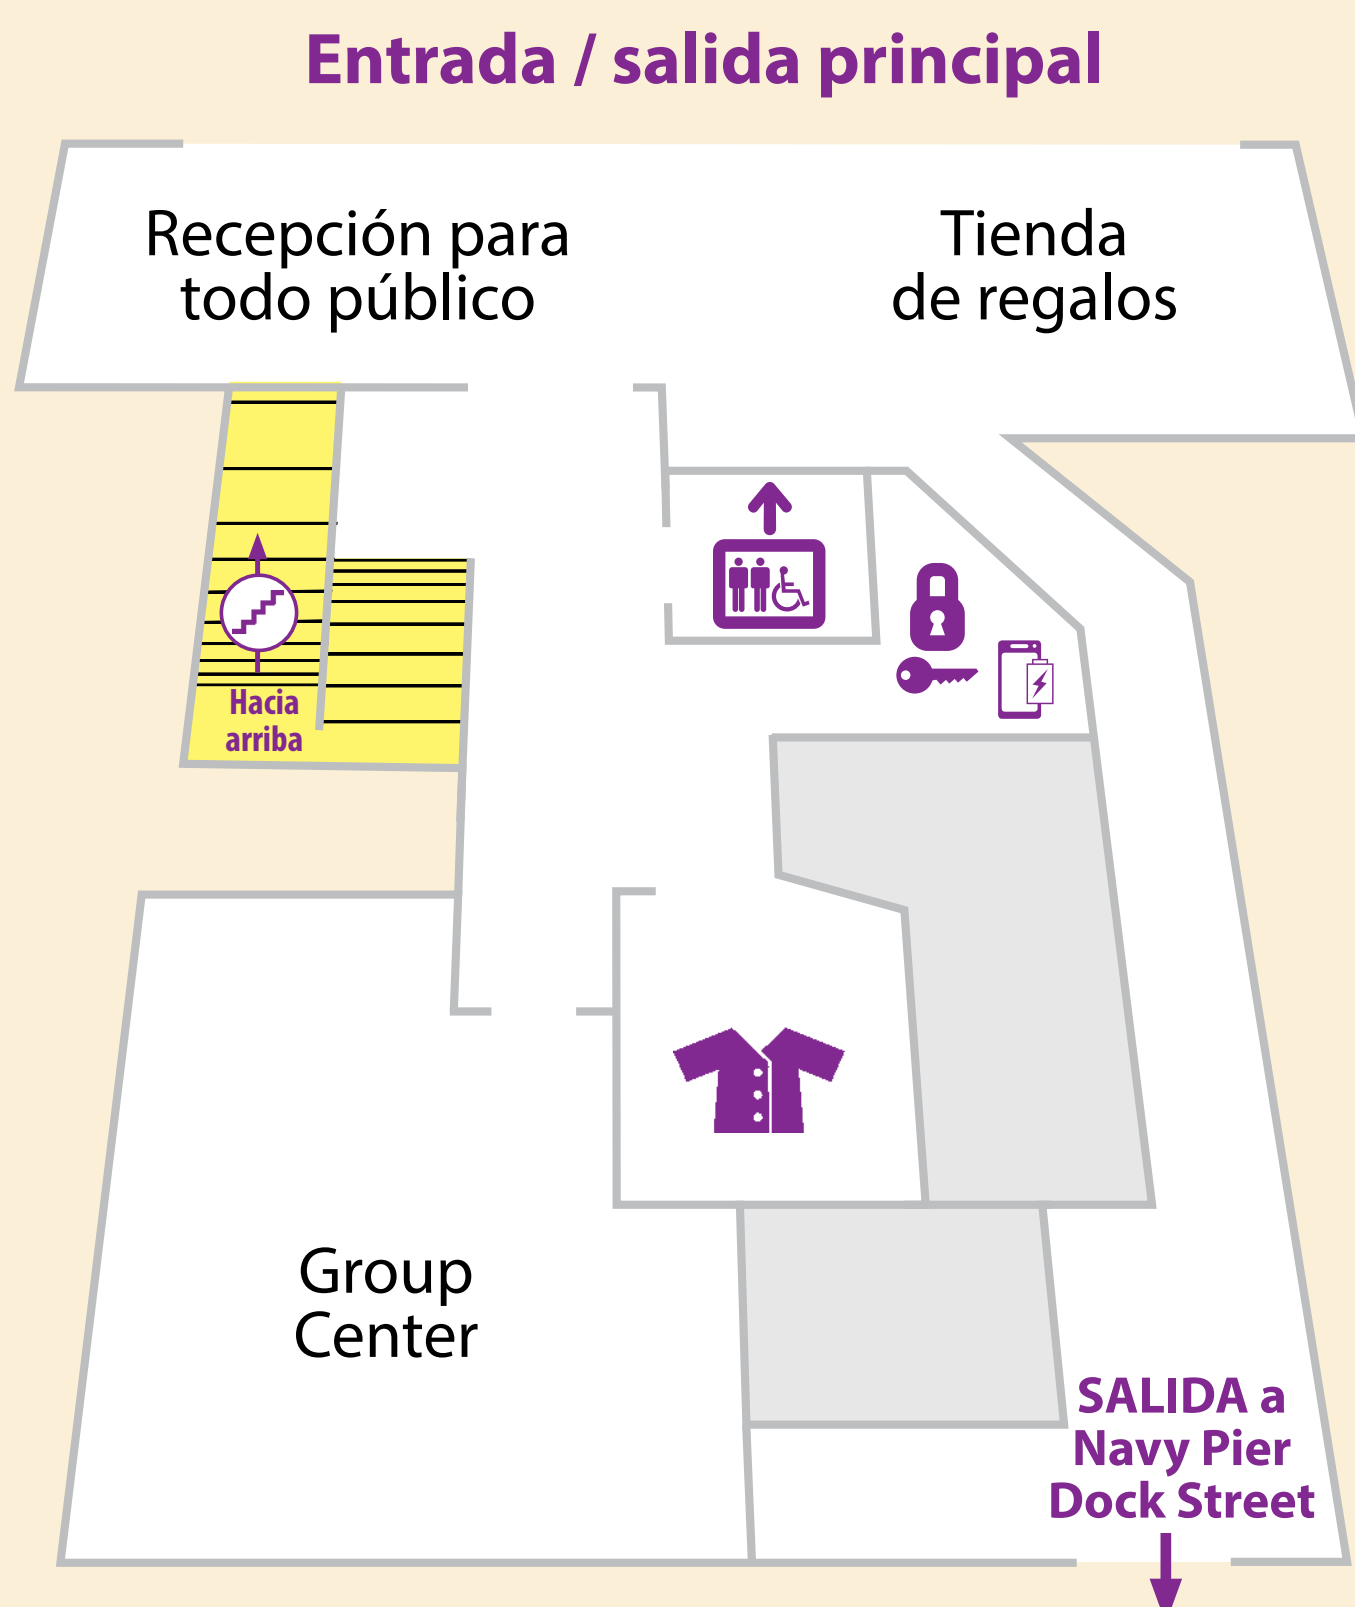 Entrada / salida principal
Recepción para
todo público
Tienda
de regalos
Hacia
arriba
Group
Center
SALIDA a
Navy Pier
Dock Street